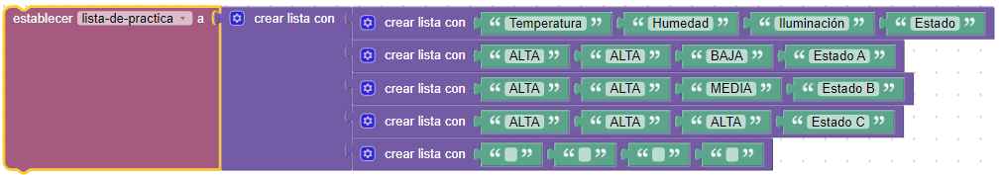 establecer lista-de-practica a crear lista con crear lista con “ Temperatura ” “ Humedad ” “ Iluminación ” “ Estado ”
crear lista con “ ALTA ” “ ALTA ” “ BAJA ” “ Estado A ”
crear lista con “ ALTA ” “ ALTA ” “ MEDIA ” “ Estado B ”
crear lista con “ ALTA ” “ ALTA ” “ ALTA ” “ Estado C ”
crear lista con “ ” “ ” “ ” “ ”